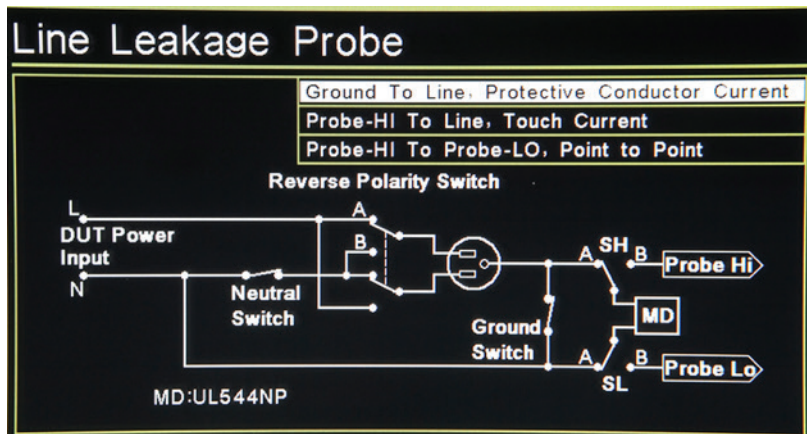 Line Leakage Probe
Ground To Line, Protective Conductor Current
Probe-HI To Line, Touch Current
Probe-HI To Probe-LO, Point to Point
Reverse Polarity Switch
L
A
DUT Power
Input
B
N
Neutral
Switch
Ground
Switch
A
SH
B
Probe Hi
MD
A
B
Probe Lo
SL
MD:UL544NP